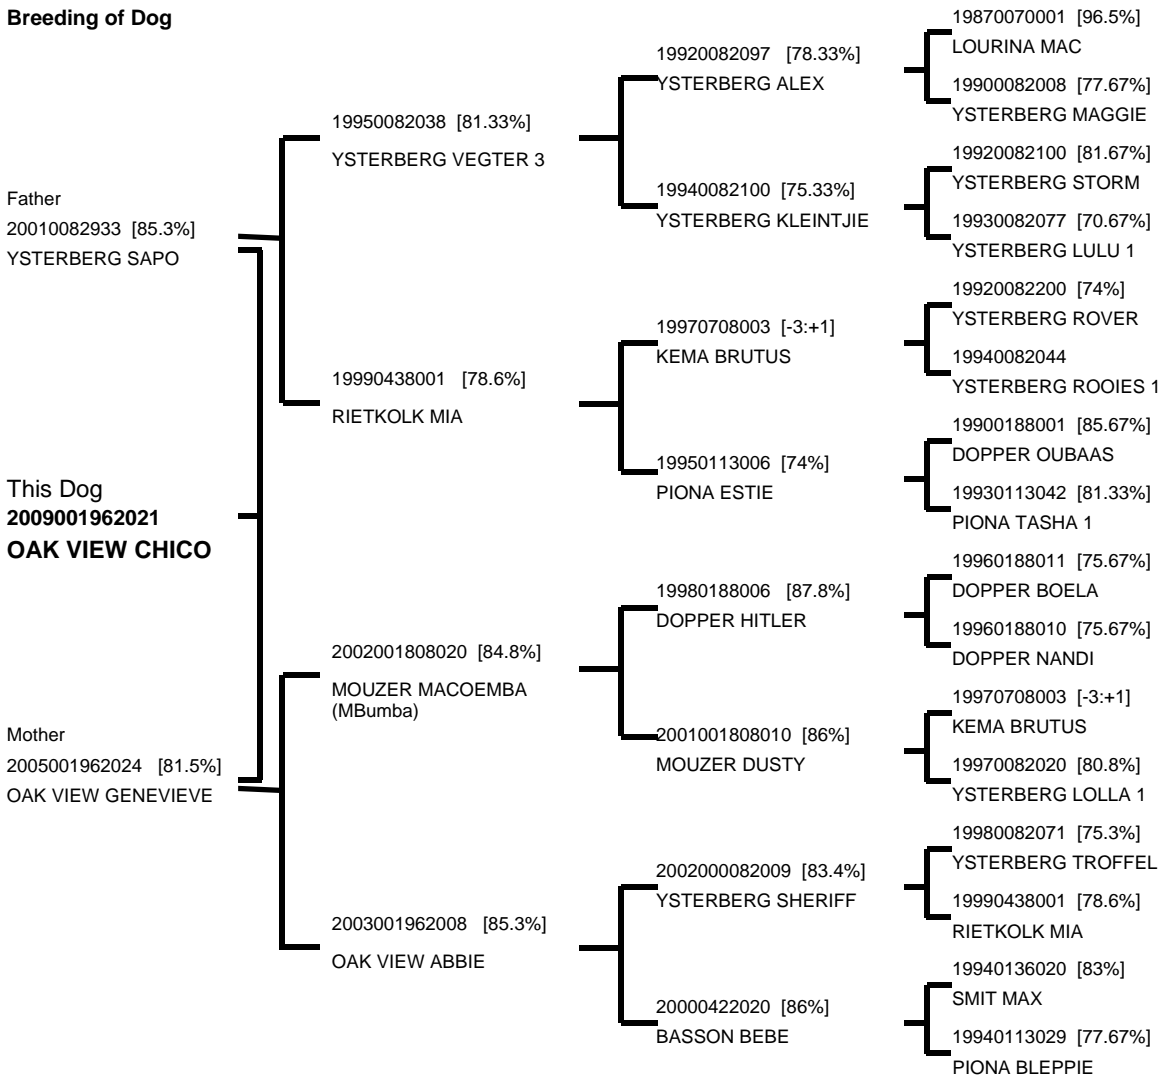 Breeding of Dog
Father
20010082933 [85.3%]
YSTERBERG SAPO
This Dog
2009001962021
OAK VIEW CHICO
Mother
2005001962024 [81.5%]
OAK VIEW GENEVIEVE
19950082038 [81.33%]
YSTERBERG VEGTER 3
19990438001 [78.6%]
RIETKOLK MIA
2002001808020 [84.8%]
MOUZER MACOEMBA
(MBumba)
2003001962008 [85.3%]
OAK VIEW ABBIE
19920082097 [78.33%]
YSTERBERG ALEX
19940082100 [75.33%]
YSTERBERG KLEINTJIE
19970708003 [-3:+1]
KEMA BRUTUS
19950113006 [74%]
PIONA ESTIE
19980188006 [87.8%]
DOPPER HITLER
2001001808010 [86%]
MOUZER DUSTY
2002000082009 [83.4%]
YSTERBERG SHERIFF
20000422020 [86%]
BASSON BEBE
19870070001 [96.5%]
LOURINA MAC
19900082008 [77.67%]
YSTERBERG MAGGIE
19920082100 [81.67%]
YSTERBERG STORM
19930082077 [70.67%]
YSTERBERG LULU 1
19920082200 [74%]
YSTERBERG ROVER
19940082044
YSTERBERG ROOIES 1
19900188001 [85.67%]
DOPPER OUBAAS
19930113042 [81.33%]
PIONA TASHA 1
19960188011 [75.67%]
DOPPER BOELA
19960188010 [75.67%]
DOPPER NANDI
19970708003 [-3:+1]
KEMA BRUTUS
19970082020 [80.8%]
YSTERBERG LOLLA 1
19980082071 [75.3%]
YSTERBERG TROFFEL
19990438001 [78.6%]
RIETKOLK MIA
19940136020 [83%]
SMIT MAX
19940113029 [77.67%]
PIONA BLEPPIE